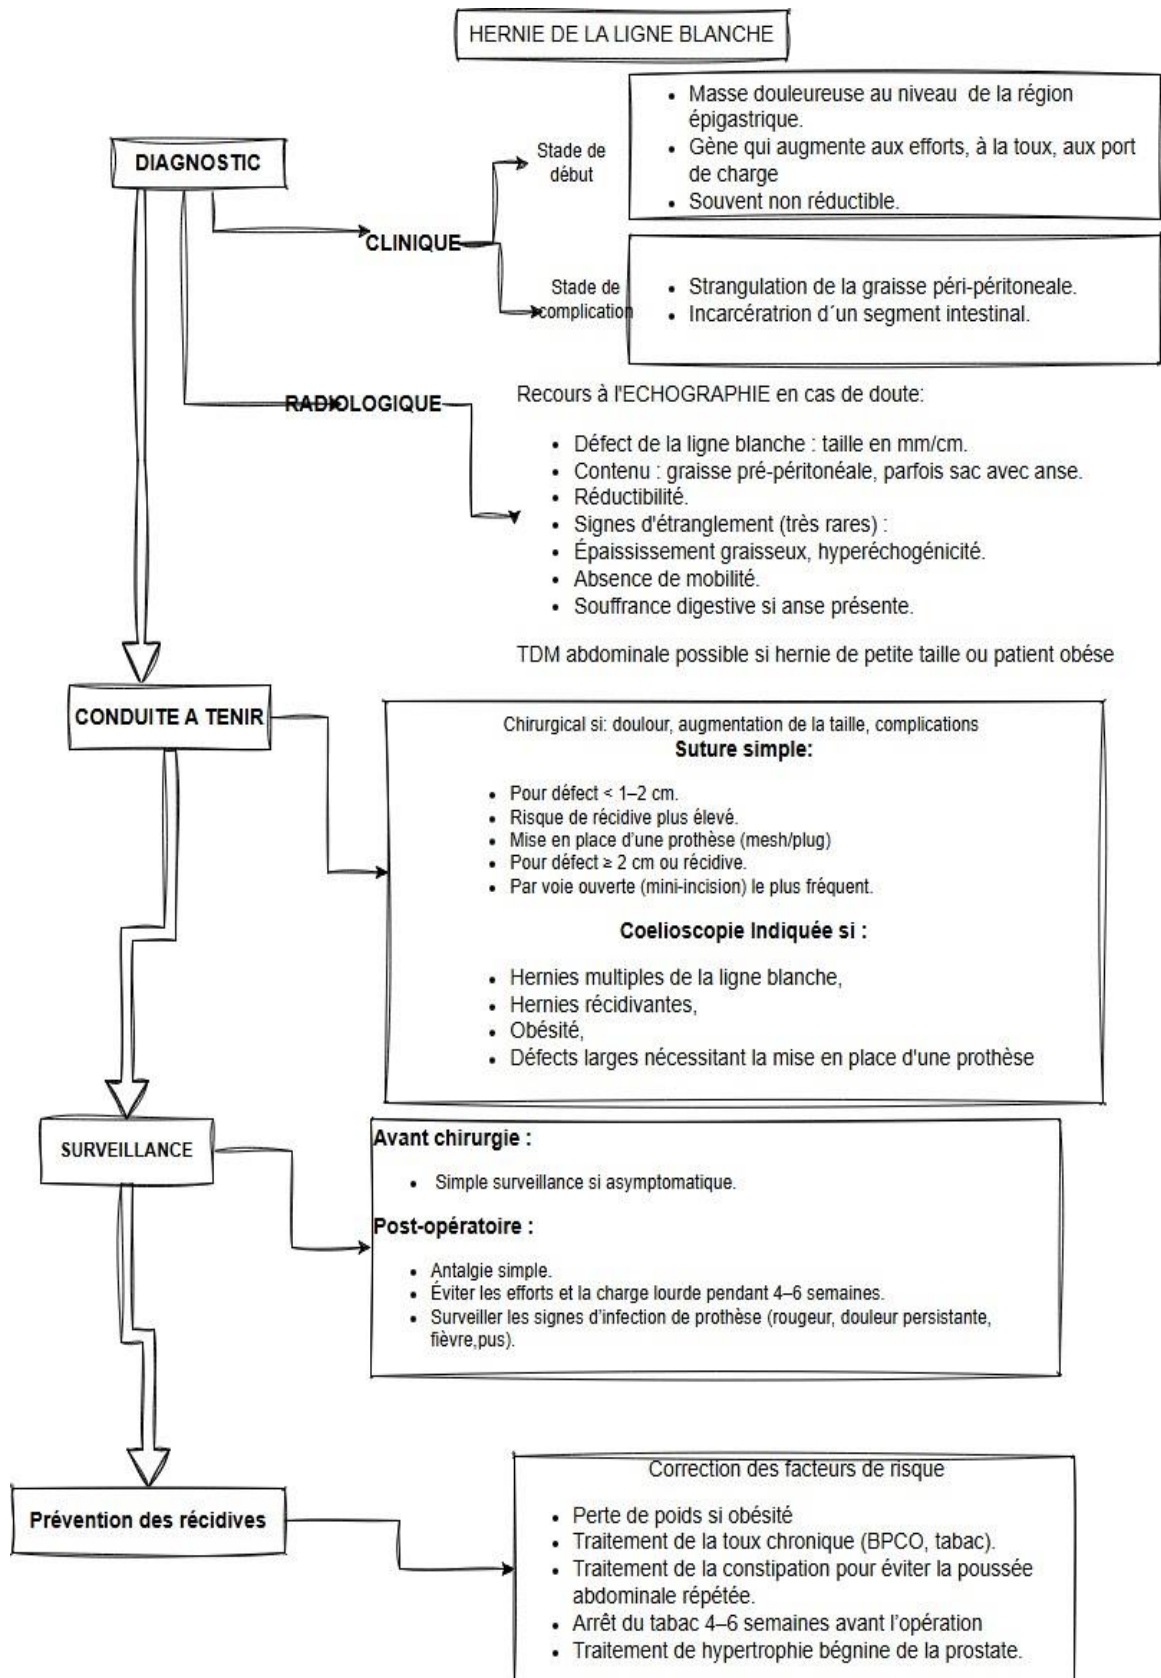 HERNIE DE LA LIGNE BLANCHE
DIAGNOSTIC
CLINIQUE
Stade de
début
• Masse douleureuse au niveau de la région
épigastrique.
• Gène qui augmente aux efforts, à la toux, aux port
de charge
• Souvent non réductible.
Stade de
complication
• Strangulation de la graisse péri-péritoneale.
• Incarcératrion d´un segment intestinal.
RADIOLOGIQUE
Recours à l'ECHOGRAPHIE en cas de doute:
• Défect de la ligne blanche : taille en mm/cm.
• Contenu : graisse pré-péritonéale, parfois sac avec anse.
• Réductibilité.
• Signes d'étranglement (très rares) :
• Épaississement graisseux, hyperéchogénicité.
• Absence de mobilité.
• Souffrance digestive si anse présente.
TDM abdominale possible si hernie de petite taille ou patient obése
CONDUITE A TENIR
Chirurgical si: doulour, augmentation de la taille, complications
Suture simple:
• Pour défect < 1–2 cm.
• Risque de récidive plus élevé.
• Mise en place d'une prothèse (mesh/plug)
• Pour défect ≥ 2 cm ou récidive.
• Par voie ouverte (mini-incision) le plus fréquent.
Coelioscopie Indiquée si :
• Hernies multiples de la ligne blanche,
• Hernies récidivantes,
• Obésité,
• Défects larges nécessitant la mise en place d'une prothèse
SURVEILLANCE
Avant chirurgie :
• Simple surveillance si asymptomatique.
Post-opératoire :
• Antalgie simple.
• Éviter les efforts et la charge lourde pendant 4–6 semaines.
• Surveiller les signes d'infection de prothèse (rougeur, douleur persistante,
fièvre,pus).
Prévention des récidives
Correction des facteurs de risque
• Perte de poids si obésité
• Traitement de la toux chronique (BPCO, tabac).
• Traitement de la constipation pour éviter la poussée
abdominale répétée.
• Arrêt du tabac 4–6 semaines avant l'opération
• Traitement de hypertrophie bégnine de la prostate.